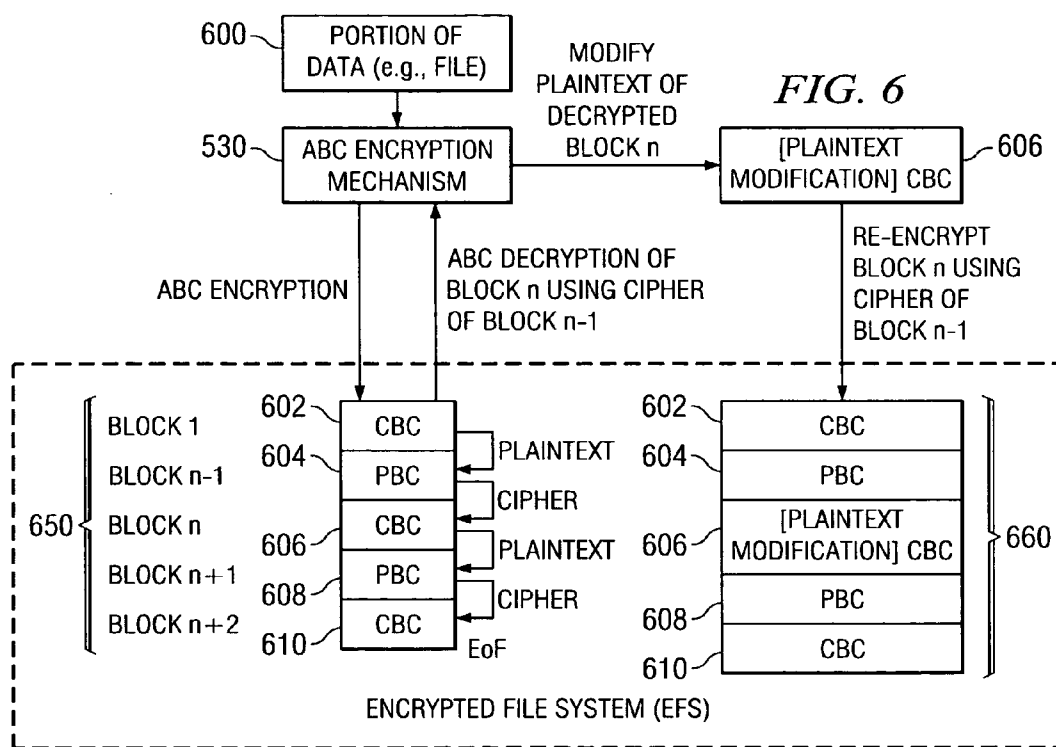 600
PORTION OF
DATA (e.g., FILE)
MODIFY
PLAINTEXT OF
DECRYPTED
BLOCK n
FIG. 6
530
ABC ENCRYPTION
MECHANISM
[PLAINTEXT
MODIFICATION] CBC
606
ABC ENCRYPTION
ABC DECRYPTION OF
BLOCK n USING CIPHER
OF BLOCK n-1
RE-ENCRYPT
BLOCK n USING
CIPHER OF
BLOCK n-1
650
BLOCK 1
BLOCK n-1
BLOCK n
BLOCK n+1
BLOCK n+2
602
CBC
604
PBC
606
CBC
608
PBC
610
CBC
PLAINTEXT
CIPHER
PLAINTEXT
CIPHER
EoF
602
CBC
604
PBC
606
[PLAINTEXT
MODIFICATION] CBC
608
PBC
610
CBC
660
ENCRYPTED FILE SYSTEM (EFS)